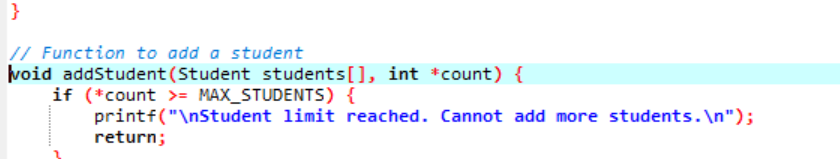 }
// Function to add a student
void addStudent(Student students[], int *count) {
    if (*count >= MAX_STUDENTS) {
        printf("\nStudent limit reached. Cannot add more students.\n");
        return;
    }